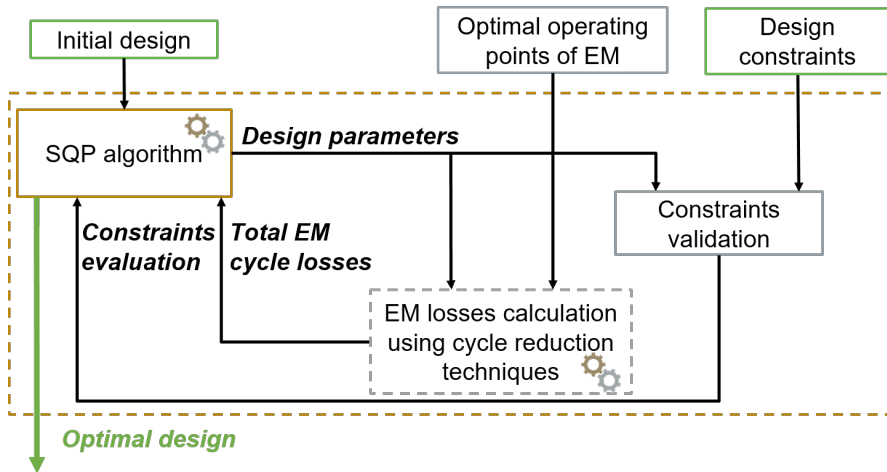 Initial design
Optimal operating
points of EM
Design
constraints
SQP algorithm
Design parameters
Constraints
validation
Constraints
evaluation
Total EM
cycle losses
EM losses calculation
using cycle reduction
techniques
Optimal design